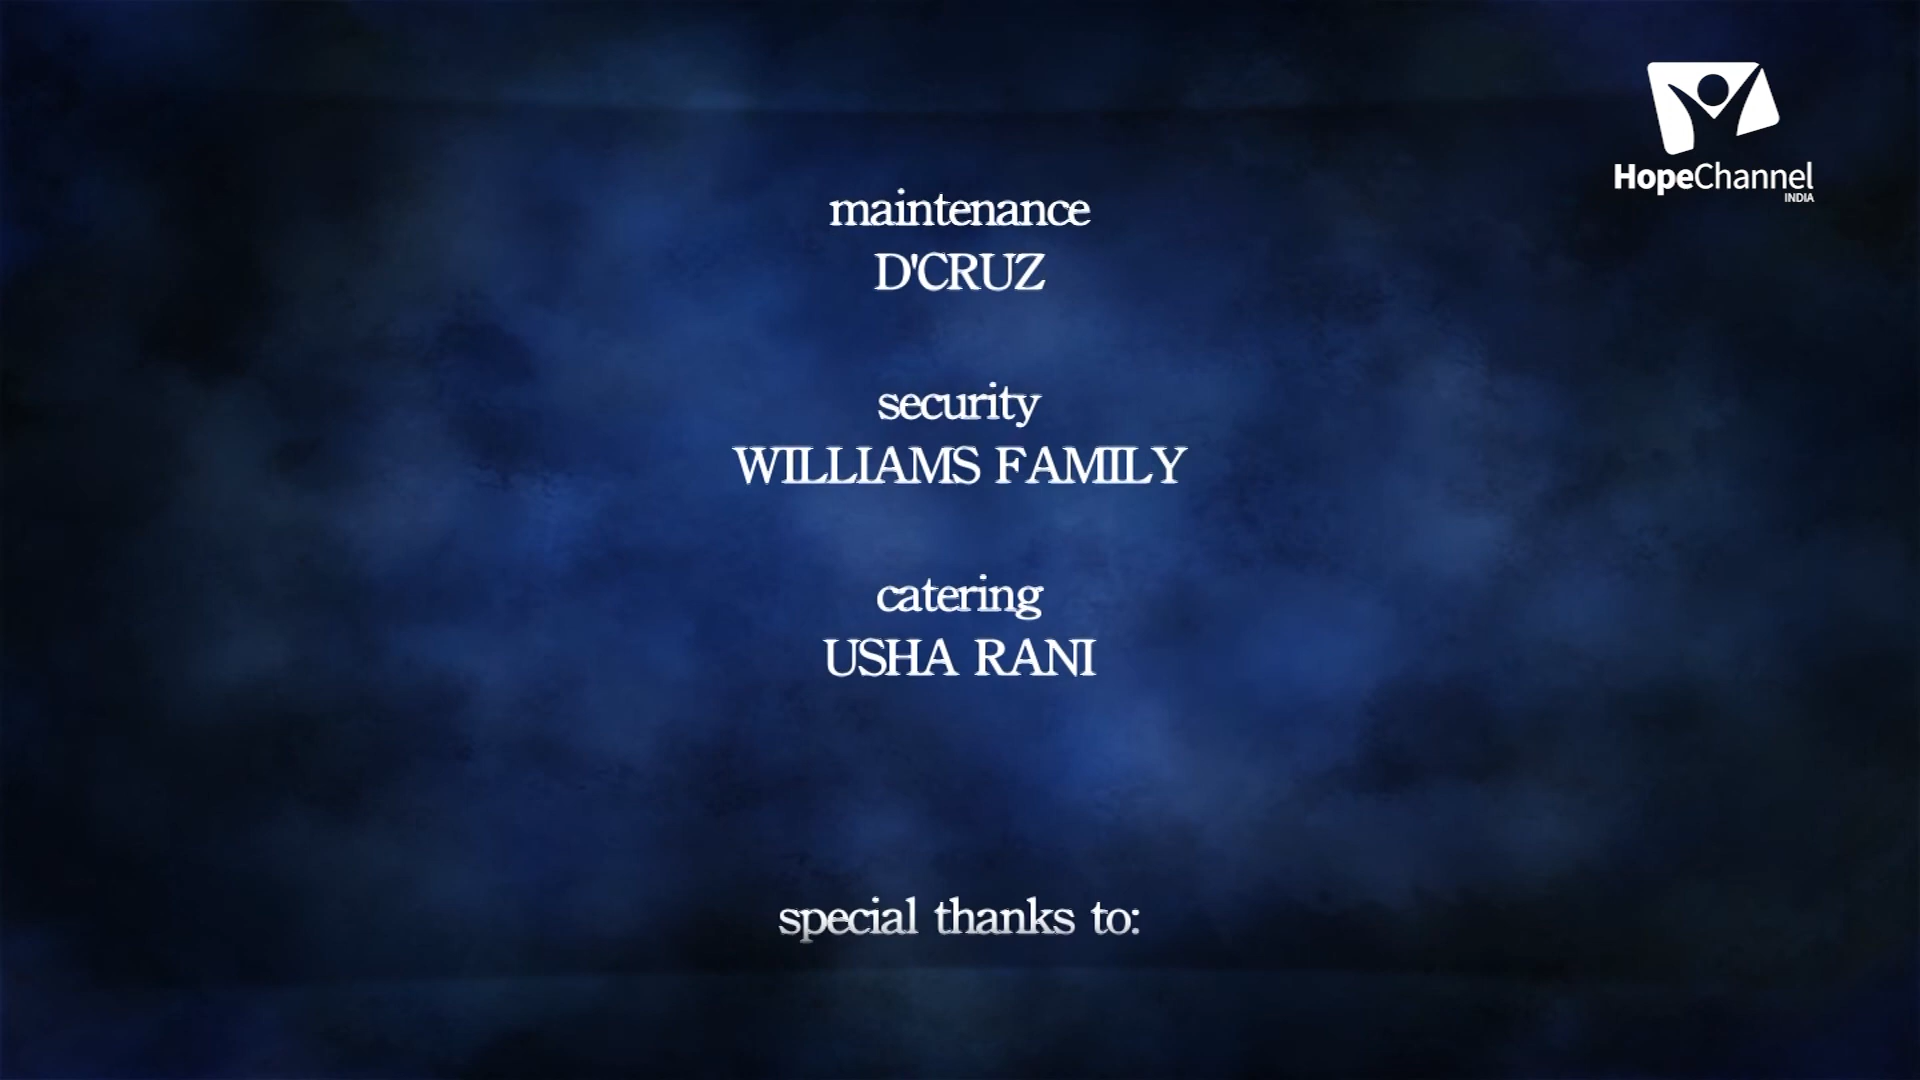 HopeChannel
INDIA
maintenance
D'CRUZ
security
WILLIAMS FAMILY
catering
USHA RANI
special thanks to: